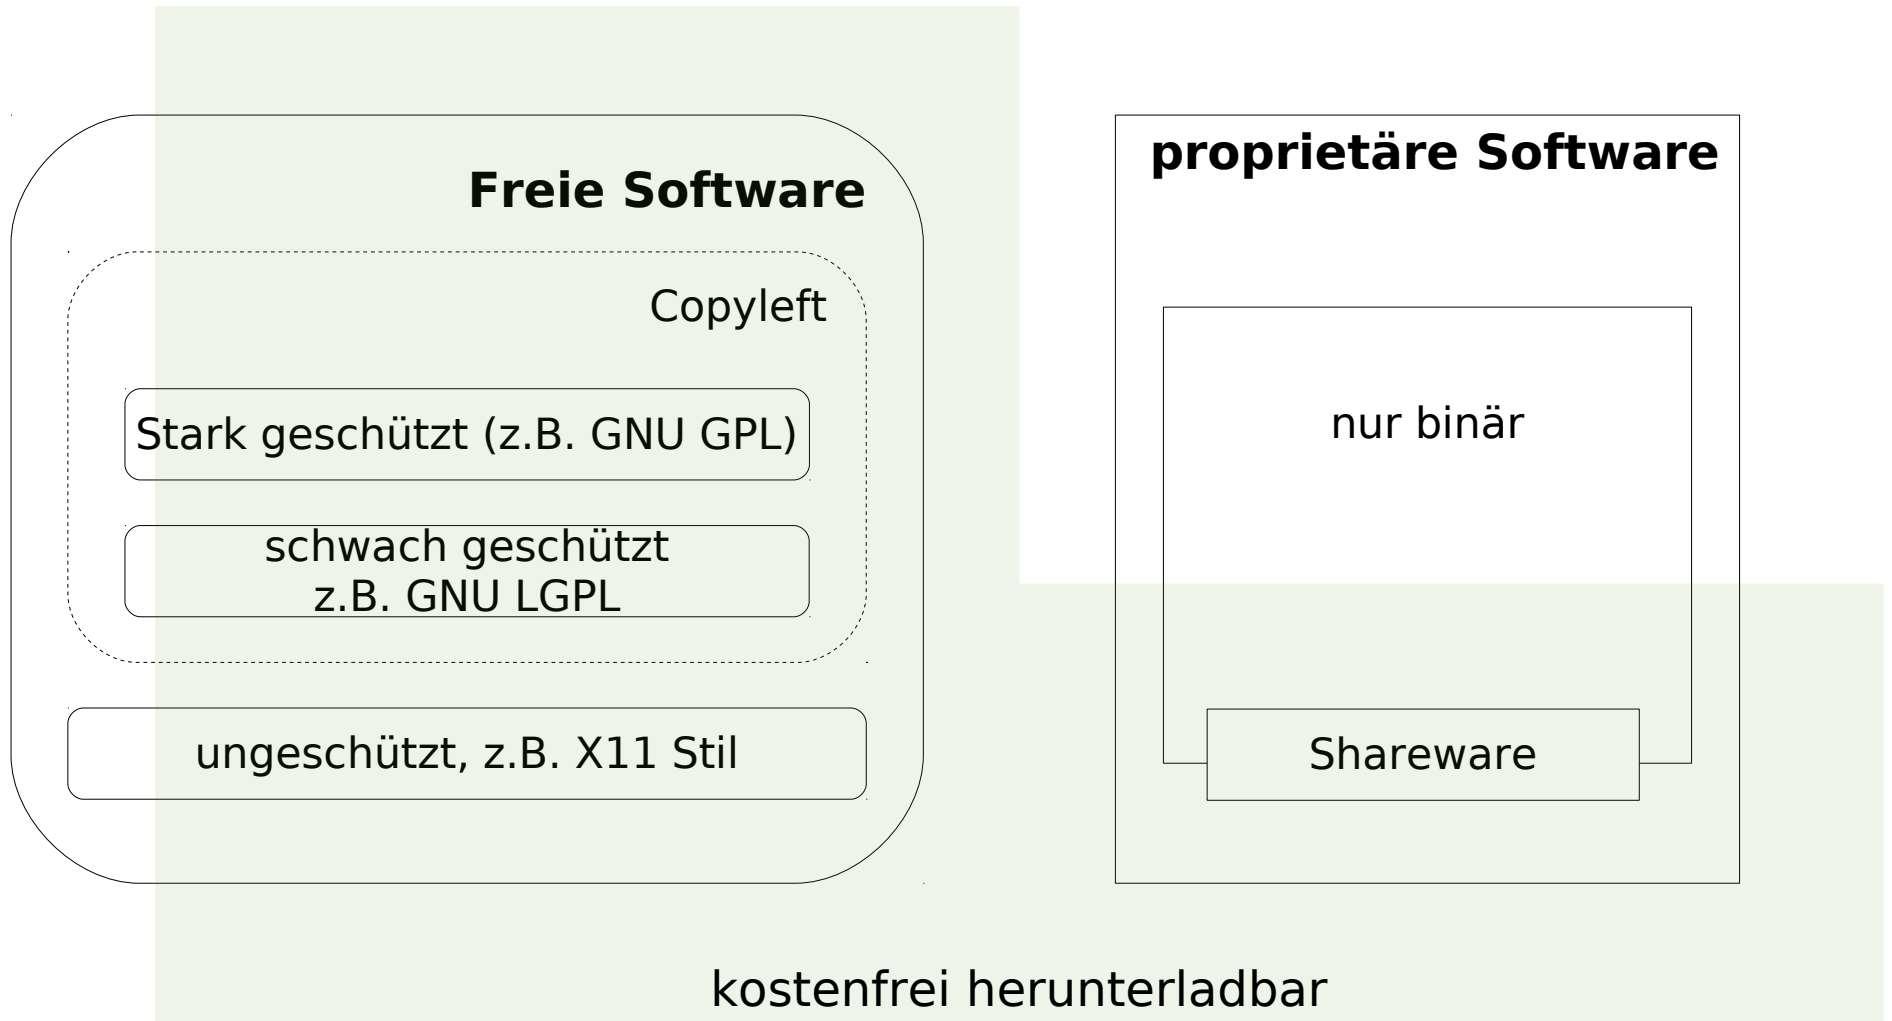 Freie Software
Copyleft
Stark geschützt (z.B. GNU GPL)
schwach geschützt
z.B. GNU LGPL
ungeschützt, z.B. X11 Stil
proprietäre Software
nur binär
Shareware
kostenfrei herunterladbar